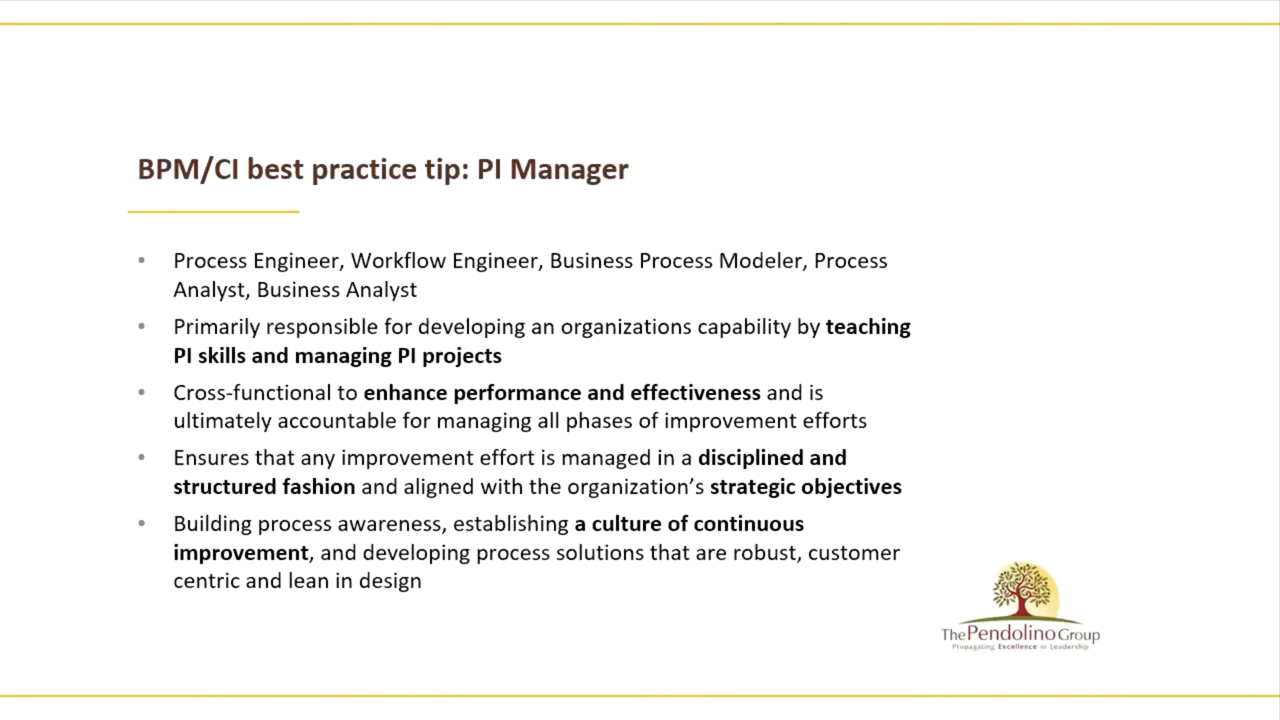 BPM/CI best practice tip: PI Manager
• Process Engineer, Workflow Engineer, Business Process Modeler, Process
Analyst, Business Analyst
• Primarily responsible for developing an organizations capability by teaching
PI skills and managing PI projects
• Cross-functional to enhance performance and effectiveness and is
ultimately accountable for managing all phases of improvement efforts
• Ensures that any improvement effort is managed in a disciplined and
structured fashion and aligned with the organization’s strategic objectives
• Building process awareness, establishing a culture of continuous
improvement, and developing process solutions that are robust, customer
centric and lean in design
The Pendolino Group
Propagating Excellence in Leadership